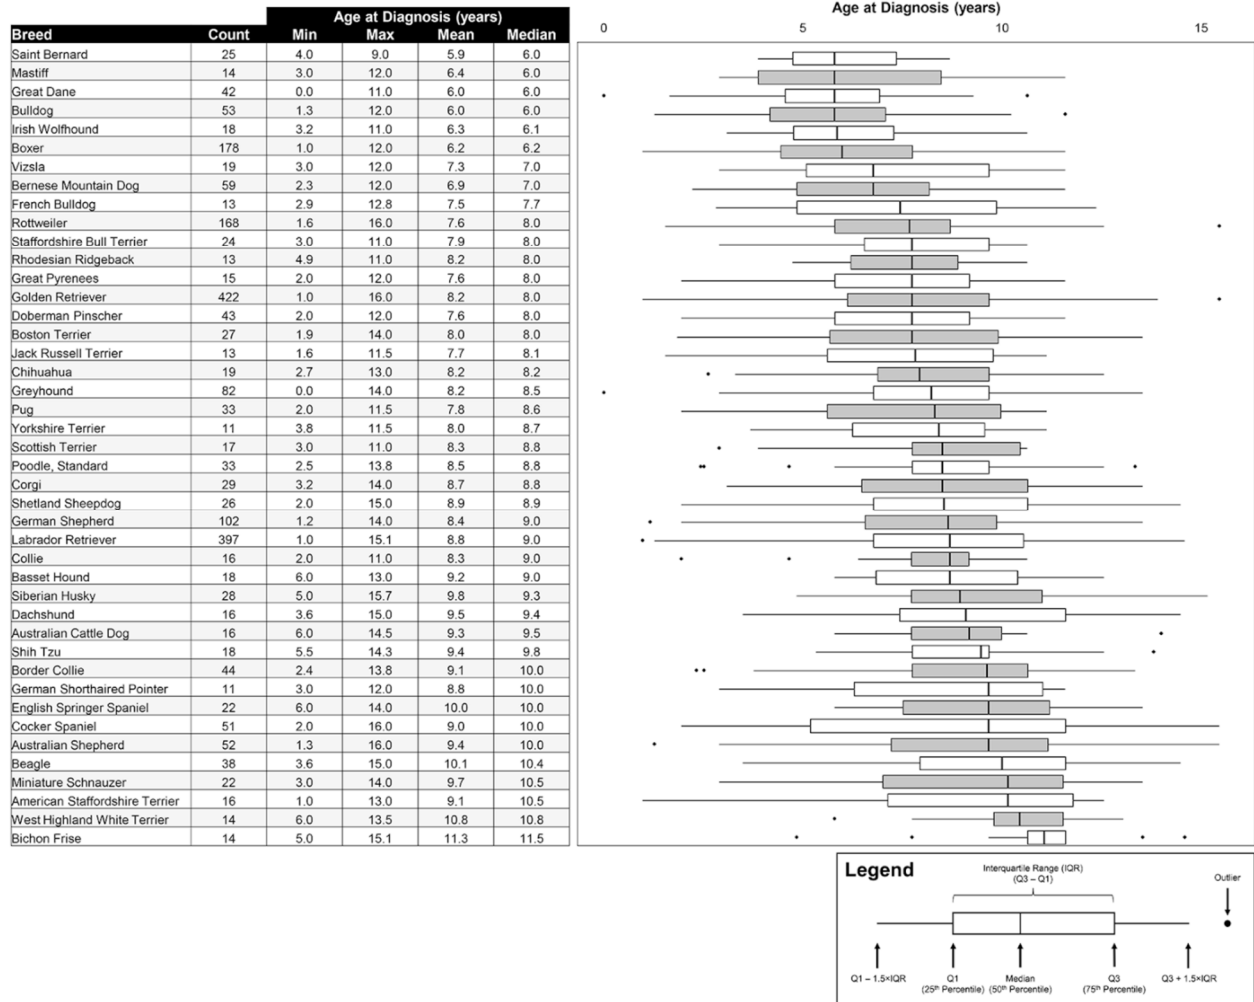 Age at Diagnosis (years)
Breed Count Min Max Mean Median
Saint Bernard 25 4.0 9.0 5.9 6.0
Mastiff 14 3.0 12.0 6.4 6.0
Great Dane 42 0.0 11.0 6.0 6.0
Bulldog 53 1.3 12.0 6.0 6.0
Irish Wolfhound 18 3.2 11.0 6.3 6.1
Boxer 178 1.0 12.0 6.2 6.2
Vizsla 19 3.0 12.0 7.3 7.0
Bernese Mountain Dog 59 2.3 12.0 6.9 7.0
French Bulldog 13 2.9 12.8 7.5 7.7
Rottweiler 168 1.6 16.0 7.6 8.0
Staffordshire Bull Terrier 24 3.0 11.0 7.9 8.0
Rhodesian Ridgeback 13 4.9 11.0 8.2 8.0
Great Pyrenees 15 2.0 12.0 7.6 8.0
Golden Retriever 422 1.0 16.0 8.2 8.0
Doberman Pinscher 43 2.0 12.0 7.6 8.0
Boston Terrier 27 1.9 14.0 8.0 8.0
Jack Russell Terrier 13 1.6 11.5 7.7 8.1
Chihuahua 19 2.7 13.0 8.2 8.2
Greyhound 82 0.0 14.0 8.2 8.5
Pug 33 2.0 11.5 7.8 8.6
Yorkshire Terrier 11 3.8 11.5 8.0 8.7
Scottish Terrier 17 3.0 11.0 8.3 8.8
Poodle, Standard 33 2.5 13.8 8.5 8.8
Corgi 29 3.2 14.0 8.7 8.8
Shetland Sheepdog 26 2.0 15.0 8.9 8.9
German Shepherd 102 1.2 14.0 8.4 9.0
Labrador Retriever 397 1.0 15.1 8.8 9.0
Collie 16 2.0 11.0 8.3 9.0
Basset Hound 18 6.0 13.0 9.2 9.0
Siberian Husky 28 5.0 15.7 9.8 9.3
Dachshund 16 3.6 15.0 9.5 9.4
Australian Cattle Dog 16 6.0 14.5 9.3 9.5
Shih Tzu 18 5.5 14.3 9.4 9.8
Border Collie 44 2.4 13.8 9.1 10.0
German Shorthaired Pointer 11 3.0 12.0 8.8 10.0
English Springer Spaniel 22 6.0 14.0 10.0 10.0
Cocker Spaniel 51 2.0 16.0 9.0 10.0
Australian Shepherd 52 1.3 16.0 9.4 10.0
Beagle 38 3.6 15.0 10.1 10.4
Miniature Schnauzer 22 3.0 14.0 9.7 10.5
American Staffordshire Terrier 16 1.0 13.0 9.1 10.5
West Highland White Terrier 14 6.0 13.5 10.8 10.8
Bichon Frise 14 5.0 15.1 11.3 11.5
Age at Diagnosis (years)
0 5 10 15
Legend
Interquartile Range (IQR)
(Q3 – Q1)
Outlier
Q1 – 1.5×IQR Q1 Median Q3 Q3 + 1.5×IQR
(25th Percentile) (50th Percentile) (75th Percentile)